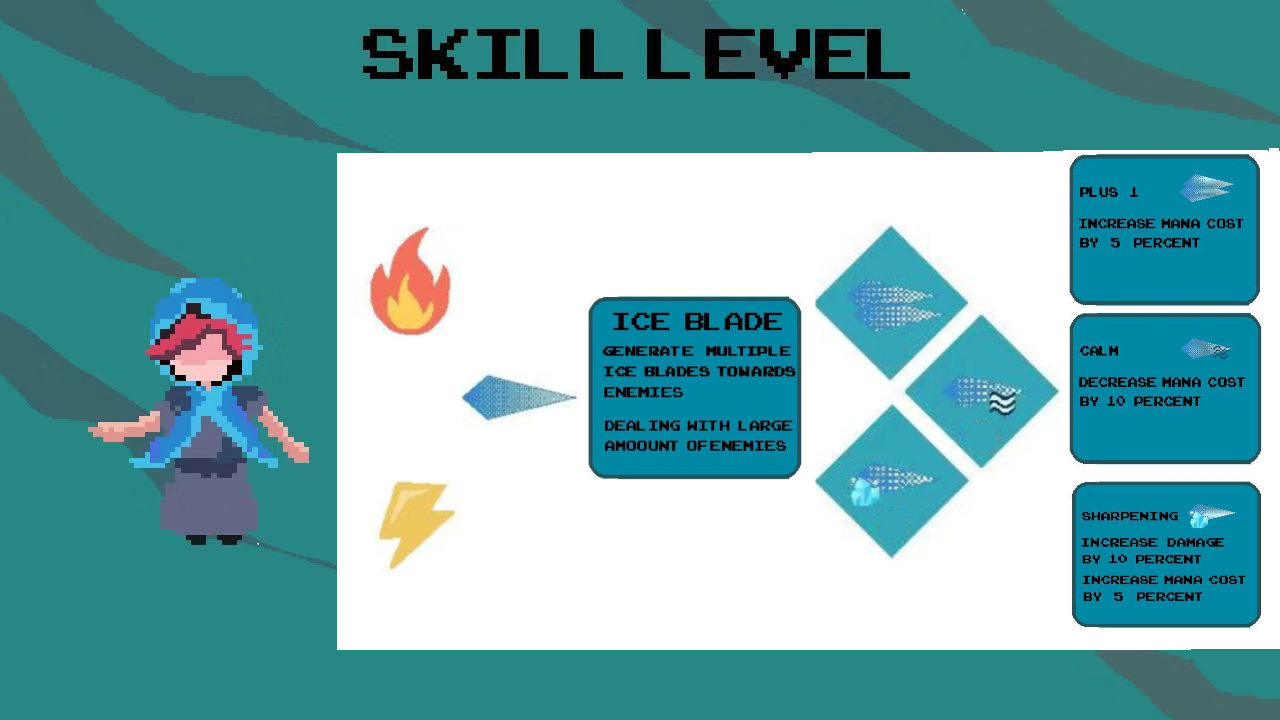 SKILL LEVEL
ICE BLADE
GENERATE MULTIPLE
ICE BLADES TOWARDS
ENEMIES
DEALING WITH LARGE
AMOOUNT OFENEMIES
PLUS 1
INCREASE MANA COST
BY 5 PERCENT
CALM
DECREASE MANA COST
BY 10 PERCENT
SHARPENING
INCREASE DAMAGE
BY 10 PERCENT
INCREASE MANA COST
BY 5 PERCENT